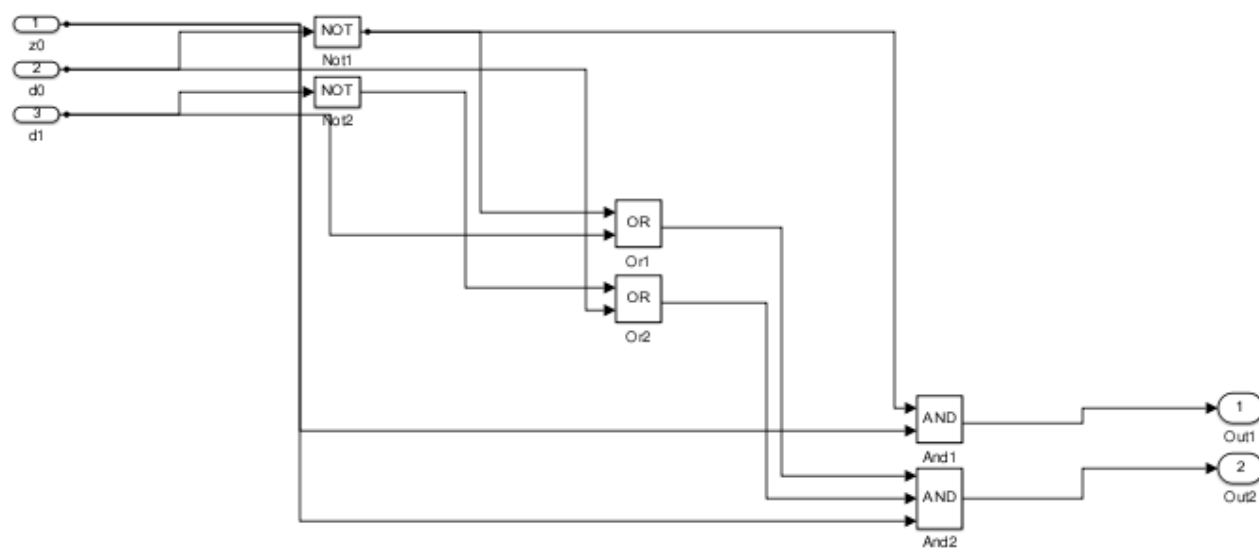 1
z0
2
d0
3
d1
NOT
Not1
NOT
Not2
OR
Or1
OR
Or2
AND
And1
AND
And2
1
Out1
2
Out2